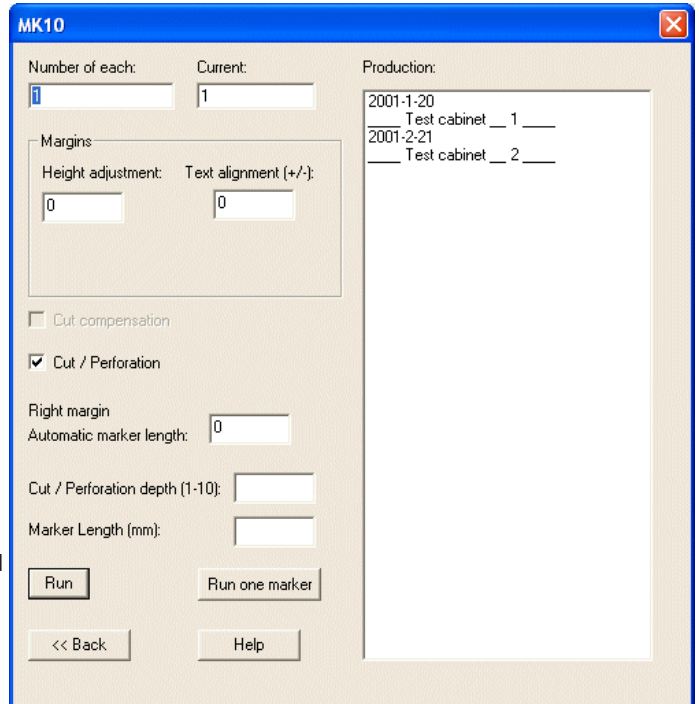 MK10
Number of each:
Current:
Production:
1
1
2001-1-20
____ Test cabinet __ 1 ____
2001-2-21
____ Test cabinet __ 2 ____
Margins
Height adjustment:
Text alignment (+/-):
0
0
Cut compensation
Cut / Perforation
Right margin
Automatic marker length:
0
Cut / Perforation depth (1-10):
Marker Length (mm):
Run
Run one marker
<< Back
Help